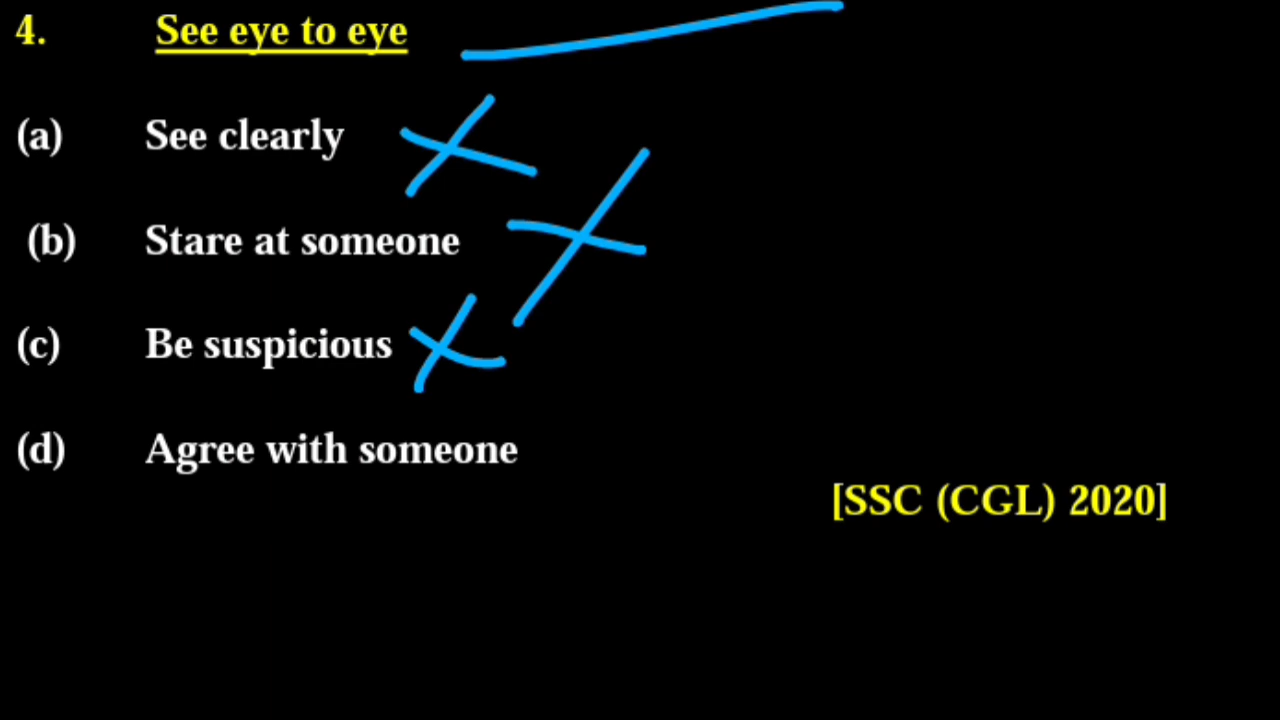 4. See eye to eye
(a) See clearly
(b) Stare at someone
(c) Be suspicious
(d) Agree with someone
[SSC (CGL) 2020]